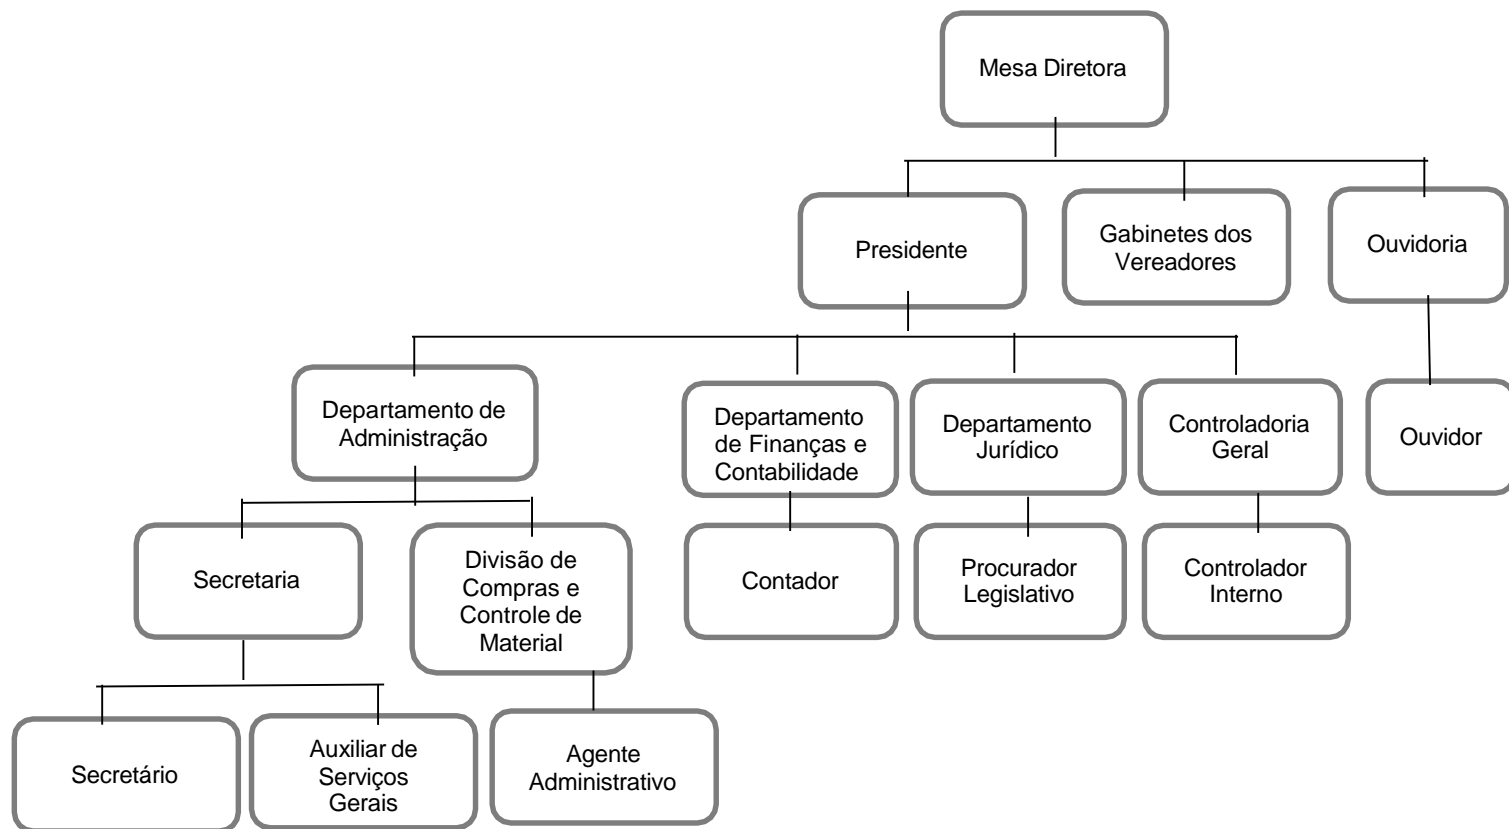 Mesa Diretora
Presidente
Gabinetes dos
Vereadores
Ouvidoria
Departamento de
Administração
Departamento
de Finanças e
Contabilidade
Departamento
Jurídico
Controladoria
Geral
Ouvidor
Secretaria
Divisão de
Compras e
Controle de
Material
Contador
Procurador
Legislativo
Controlador
Interno
Secretário
Auxiliar de
Serviços
Gerais
Agente
Administrativo